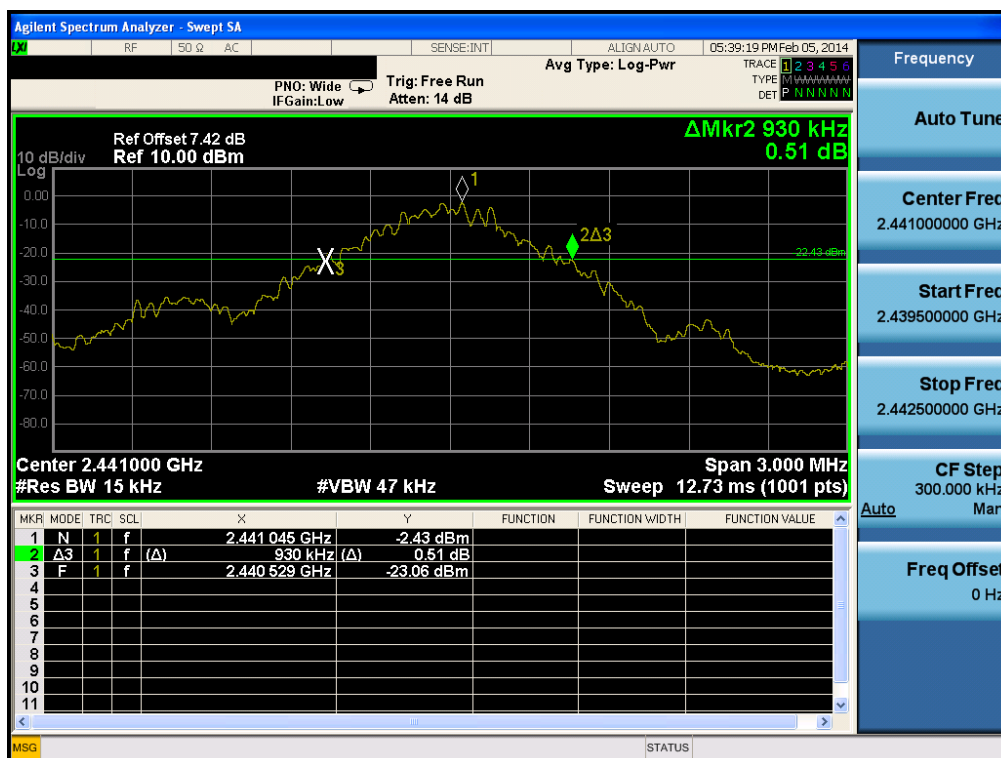 Agilent Spectrum Analyzer - Swept SA
LXI RF 50 Ω AC SENSE:INT ALIGN AUTO 05:39:19 PM Feb 05, 2014
Frequency
Avg Type: Log-Pwr
TRACE 1 2 3 4 5 6
PNO: Wide Trig: Free Run
TYPE M WWWWW
IFGain:Low Atten: 14 dB
DET P N N N N N
Auto Tune
ΔMkr2 930 kHz
Ref Offset 7.42 dB
0.51 dB
10 dB/div Ref 10.00 dBm
Log
1
0.00
-10.0
2Δ3
-20.0
22.43 dBm
3
-30.0
-40.0
-50.0
-60.0
-70.0
-80.0
Center 2.441000 GHz Span 3.000 MHz
#Res BW 15 kHz #VBW 47 kHz Sweep 12.73 ms (1001 pts)
Center Freq
2.441000000 GHz
Start Freq
2.439500000 GHz
Stop Freq
2.442500000 GHz
CF Step
300.000 kHz
Auto Man
Freq Offset
0 Hz
MKR MODE TRC SCL X Y FUNCTION FUNCTION WIDTH FUNCTION VALUE
1 N 1 f 2.441 045 GHz -2.43 dBm
2 Δ3 1 f (Δ) 930 kHz (Δ) 0.51 dB
3 F 1 f 2.440 529 GHz -23.06 dBm
4
5
6
7
8
9
10
11
MSG STATUS